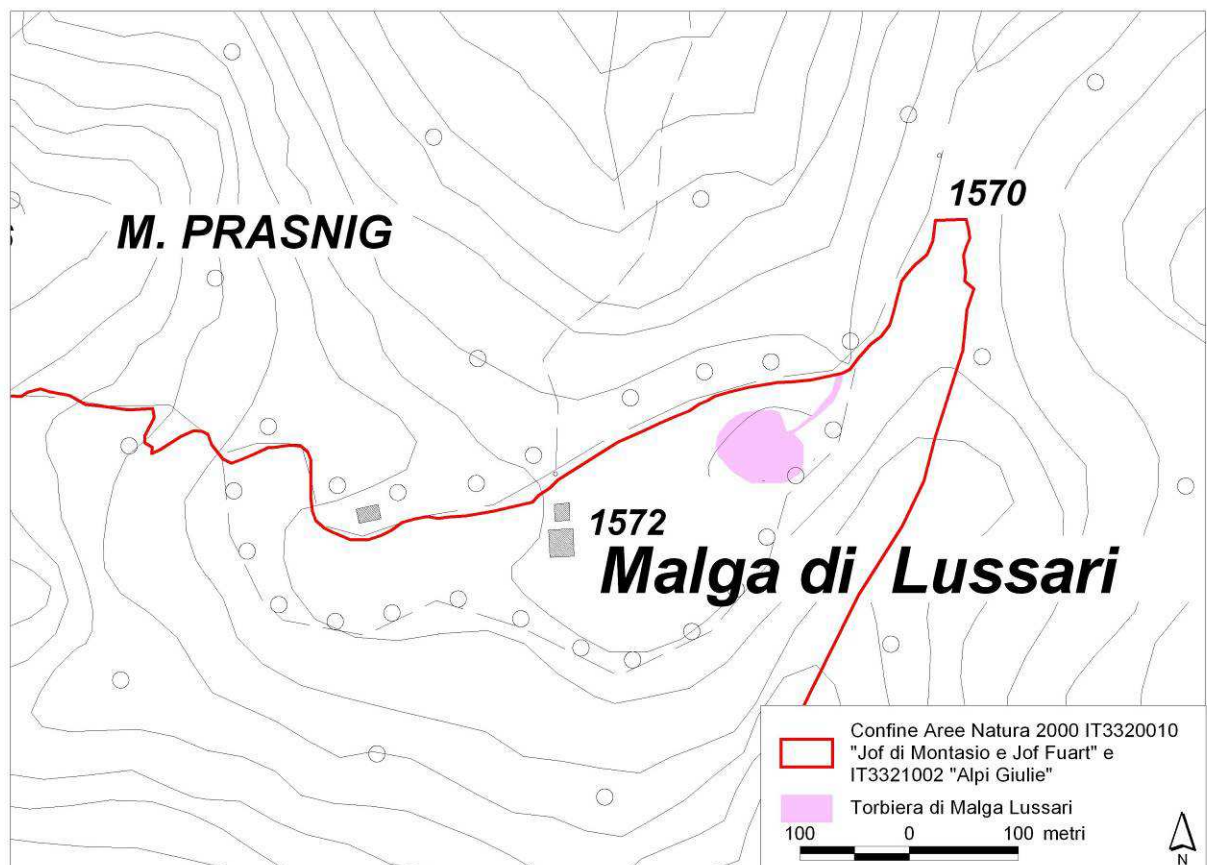 1570
M. PRASNIG
1572
Malga di Lussari
Confine Aree Natura 2000 IT3320010
"Jof di Montasio e Jof Fuart" e
IT3321002 "Alpi Giulie"
Torbiera di Malga Lussari
100 0 100 metri
N